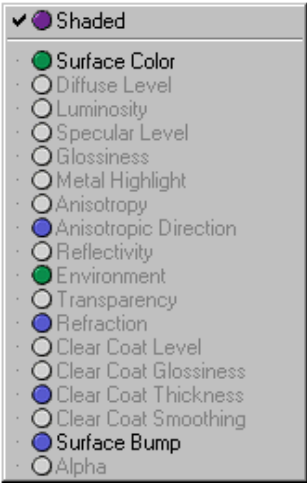 Shaded
Surface Color
Diffuse Level
Luminosity
Specular Level
Glossiness
Metal Highlight
Anisotropy
Anisotropic Direction
Reflectivity
Environment
Transparency
Refraction
Clear Coat Level
Clear Coat Glossiness
Clear Coat Thickness
Clear Coat Smoothing
Surface Bump
Alpha